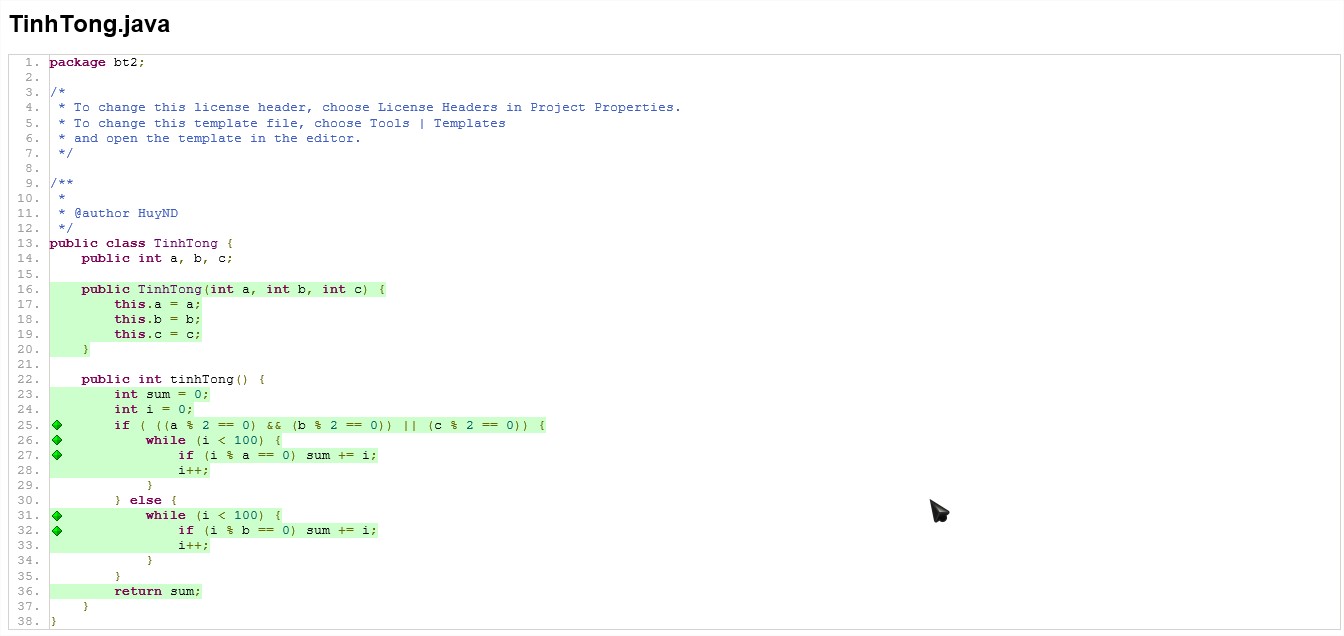 TinhTong.java
1. package bt2;
2.
3. /*
4.  * To change this license header, choose License Headers in Project Properties.
5.  * To change this template file, choose Tools | Templates
6.  * and open the template in the editor.
7.  */
8.
9. /**
10.  *
11.  * @author HuyND
12.  */
13. public class TinhTong {
14.     public int a, b, c;
15.
16.     public TinhTong(int a, int b, int c) {
17.         this.a = a;
18.         this.b = b;
19.         this.c = c;
20.     }
21.
22.     public int tinhTong() {
23.         int sum = 0;
24.         int i = 0;
25.         if ( ((a % 2 == 0) && (b % 2 == 0)) || (c % 2 == 0)) {
26.             while (i < 100) {
27.                 if (i % a == 0) sum += i;
28.                 i++;
29.             }
30.         } else {
31.             while (i < 100) {
32.                 if (i % b == 0) sum += i;
33.                 i++;
34.             }
35.         }
36.         return sum;
37.     }
38. }